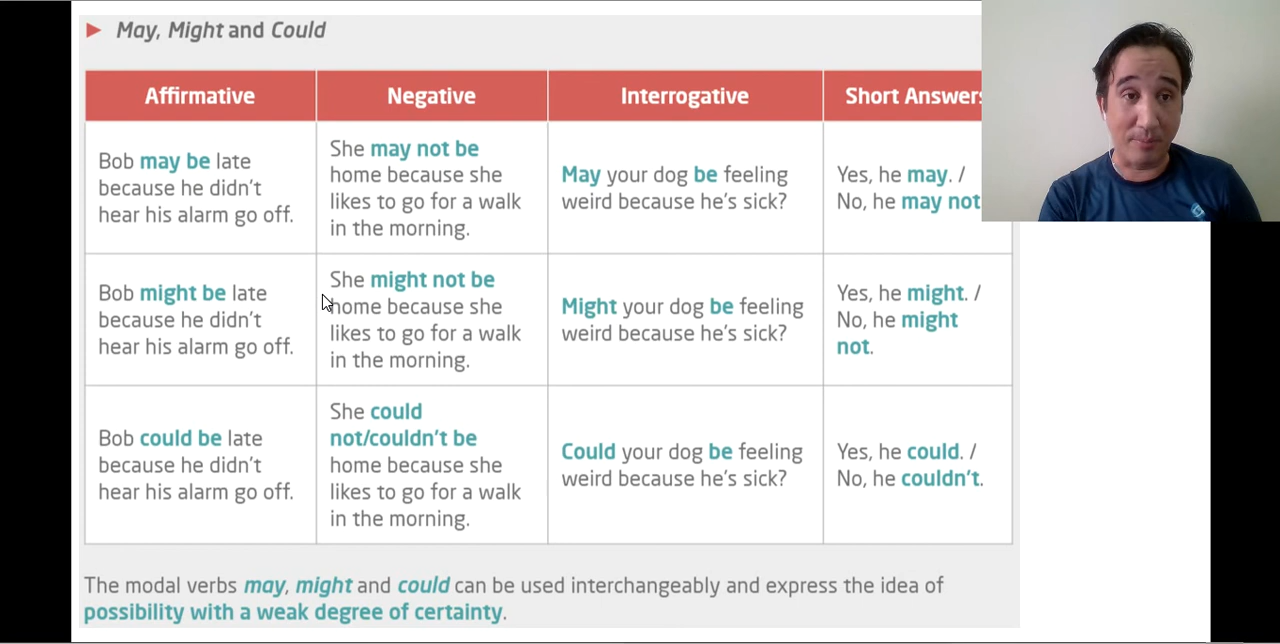 May, Might and Could
Affirmative
Negative
Interrogative
Short Answers
Bob may be late
because he didn't
hear his alarm go off.
She may not be
home because she
likes to go for a walk
in the morning.
May your dog be feeling
weird because he's sick?
Yes, he may. /
No, he may not
Bob might be late
because he didn't
hear his alarm go off.
She might not be
home because she
likes to go for a walk
in the morning.
Might your dog be feeling
weird because he's sick?
Yes, he might. /
No, he might
not.
Bob could be late
because he didn't
hear his alarm go off.
She could
not/couldn't be
home because she
likes to go for a walk
in the morning.
Could your dog be feeling
weird because he's sick?
Yes, he could. /
No, he couldn't.
The modal verbs may, might and could can be used interchangeably and express the idea of
possibility with a weak degree of certainty.